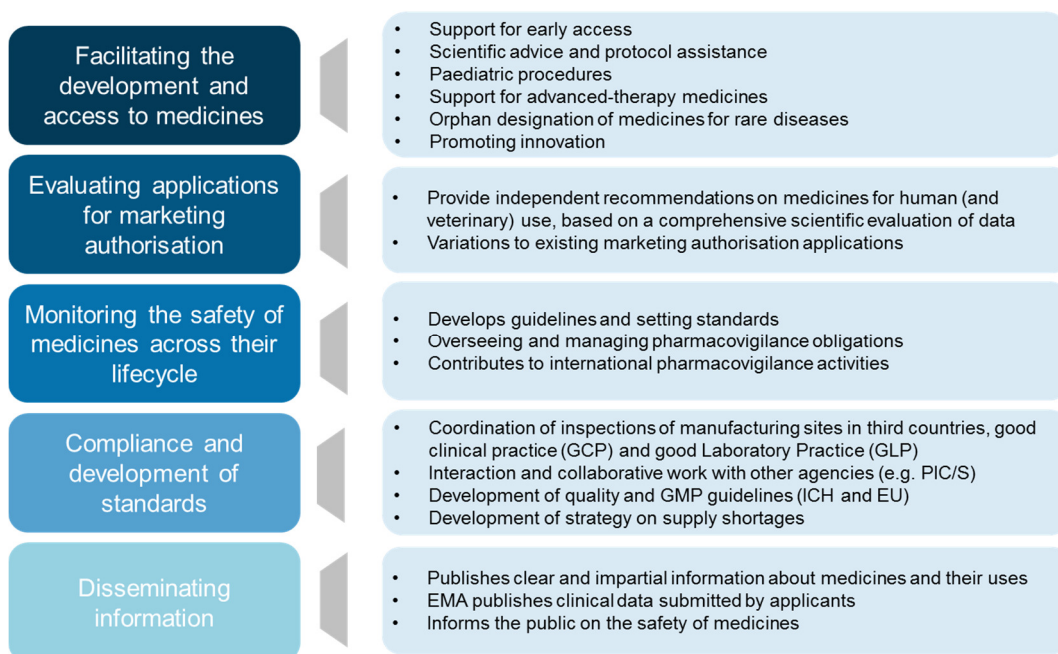 Facilitating the
development and
access to medicines
• Support for early access
• Scientific advice and protocol assistance
• Paediatric procedures
• Support for advanced-therapy medicines
• Orphan designation of medicines for rare diseases
• Promoting innovation
Evaluating applications
for marketing
authorisation
• Provide independent recommendations on medicines for human (and
veterinary) use, based on a comprehensive scientific evaluation of data
• Variations to existing marketing authorisation applications
Monitoring the safety of
medicines across their
lifecycle
• Develops guidelines and setting standards
• Overseeing and managing pharmacovigilance obligations
• Contributes to international pharmacovigilance activities
Compliance and
development of
standards
• Coordination of inspections of manufacturing sites in third countries, good
clinical practice (GCP) and good Laboratory Practice (GLP)
• Interaction and collaborative work with other agencies (e.g. PIC/S)
• Development of quality and GMP guidelines (ICH and EU)
• Development of strategy on supply shortages
Disseminating
information
• Publishes clear and impartial information about medicines and their uses
• EMA publishes clinical data submitted by applicants
• Informs the public on the safety of medicines